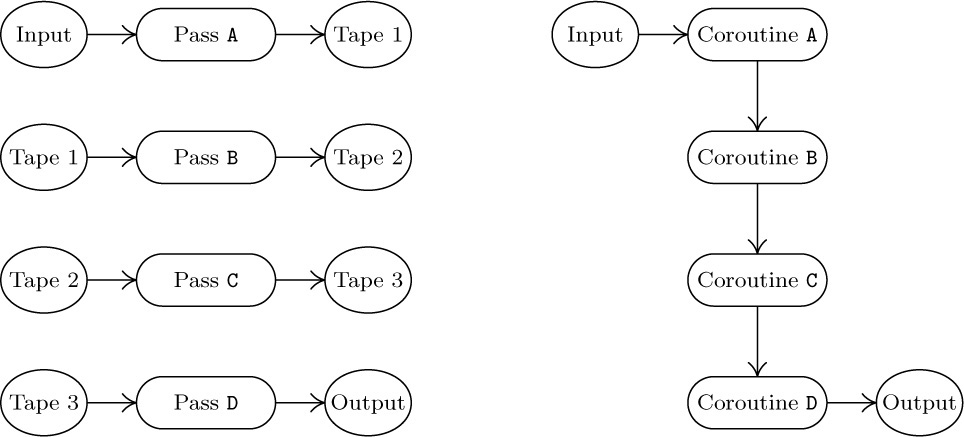 Input Pass A Tape 1
Tape 1 Pass B Tape 2
Tape 2 Pass C Tape 3
Tape 3 Pass D Output
Input Coroutine A
Coroutine B
Coroutine C
Coroutine D Output